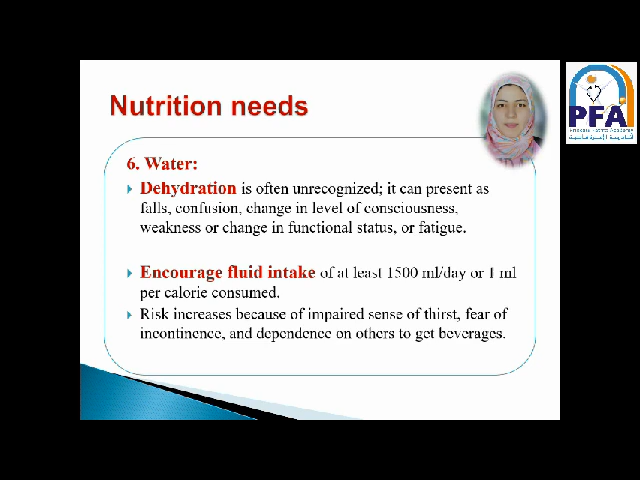 Nutrition needs
PFA
6. Water:
Dehydration is often unrecognized; it can present as
falls, confusion, change in level of consciousness,
weakness or change in functional status, or fatigue.
Encourage fluid intake of at least 1500 ml/day or 1 ml
per calorie consumed.
Risk increases because of impaired sense of thirst, fear of
incontinence, and dependence on others to get beverages.